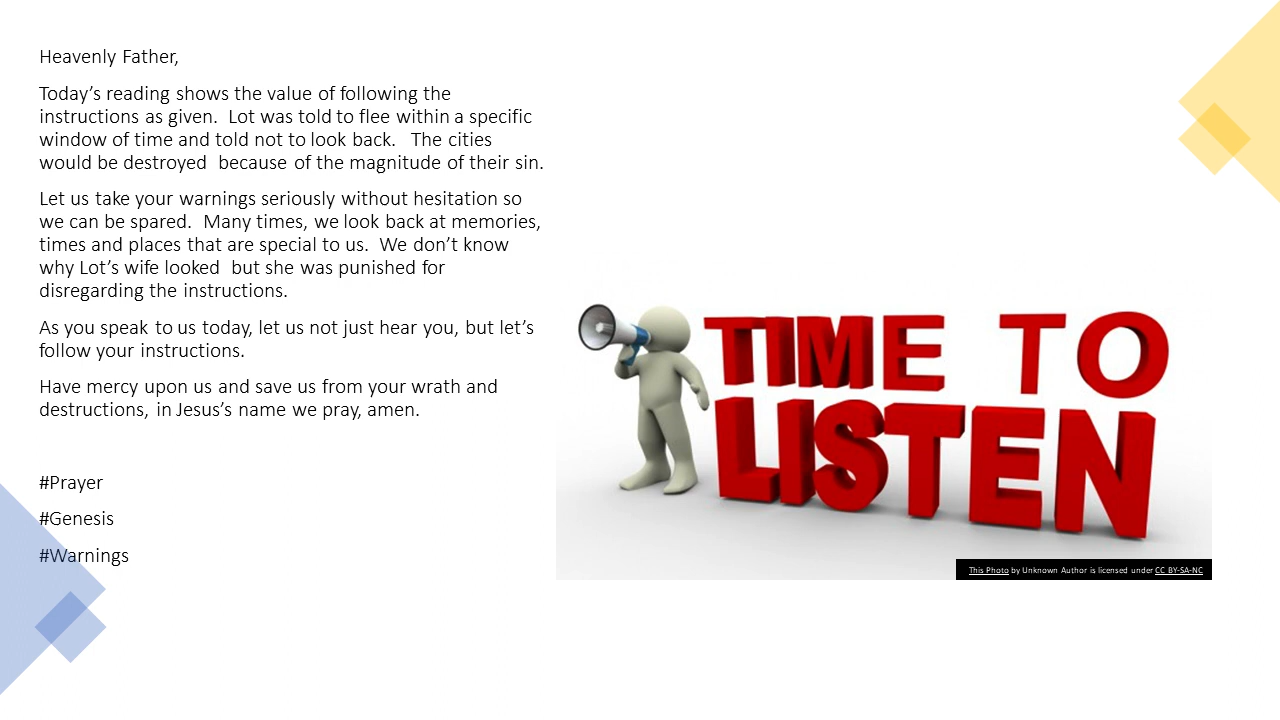 Heavenly Father,
Today’s reading shows the value of following the
instructions as given.  Lot was told to flee within a specific
window of time and told not to look back.   The cities
would be destroyed  because of the magnitude of their sin.
Let us take your warnings seriously without hesitation so
we can be spared.  Many times, we look back at memories,
times and places that are special to us.  We don’t know
why Lot’s wife looked  but she was punished for
disregarding the instructions.
As you speak to us today, let us not just hear you, but let’s
follow your instructions.
Have mercy upon us and save us from your wrath and
destructions, in Jesus’s name we pray, amen.
#Prayer
#Genesis
#Warnings
TIME TO
LISTEN
This Photo by Unknown Author is licensed under CC BY-SA-NC